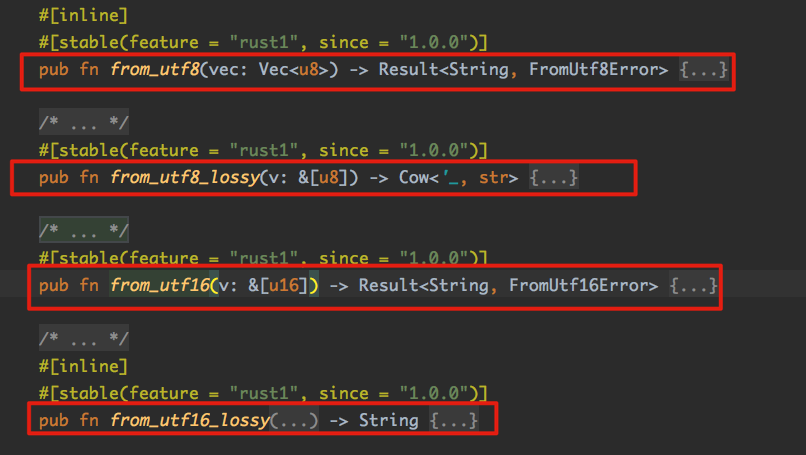 #[inline]
#[stable(feature = "rust1", since = "1.0.0")]
pub fn from_utf8(vec: Vec<u8>) -> Result<String, FromUtf8Error> {...}
/* ... */
#[stable(feature = "rust1", since = "1.0.0")]
pub fn from_utf8_lossy(v: &[u8]) -> Cow<'_, str> {...}
/* ... */
#[stable(feature = "rust1", since = "1.0.0")]
pub fn from_utf16(v: &[u16]) -> Result<String, FromUtf16Error> {...}
/* ... */
#[inline]
#[stable(feature = "rust1", since = "1.0.0")]
pub fn from_utf16_lossy(...) -> String {...}